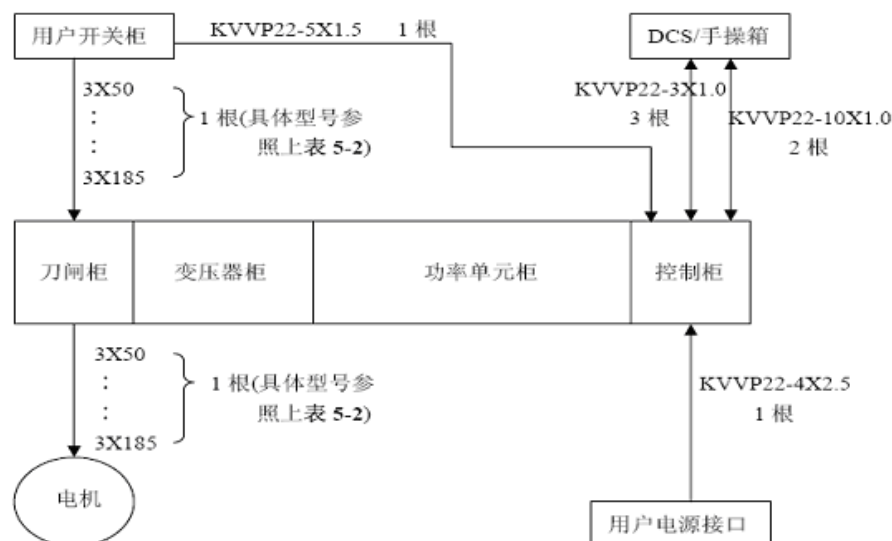 用户开关柜
KVVP22-5X1.5 1 根
DCS/手操箱
3X50
:
:
3X185
1 根(具体型号参
照上表 5-2)
KVVP22-3X1.0
3 根
KVVP22-10X1.0
2 根
刀闸柜
变压器柜
功率单元柜
控制柜
3X50
:
:
3X185
1 根(具体型号参
照上表 5-2)
KVVP22-4X2.5
1 根
电机
用户电源接口